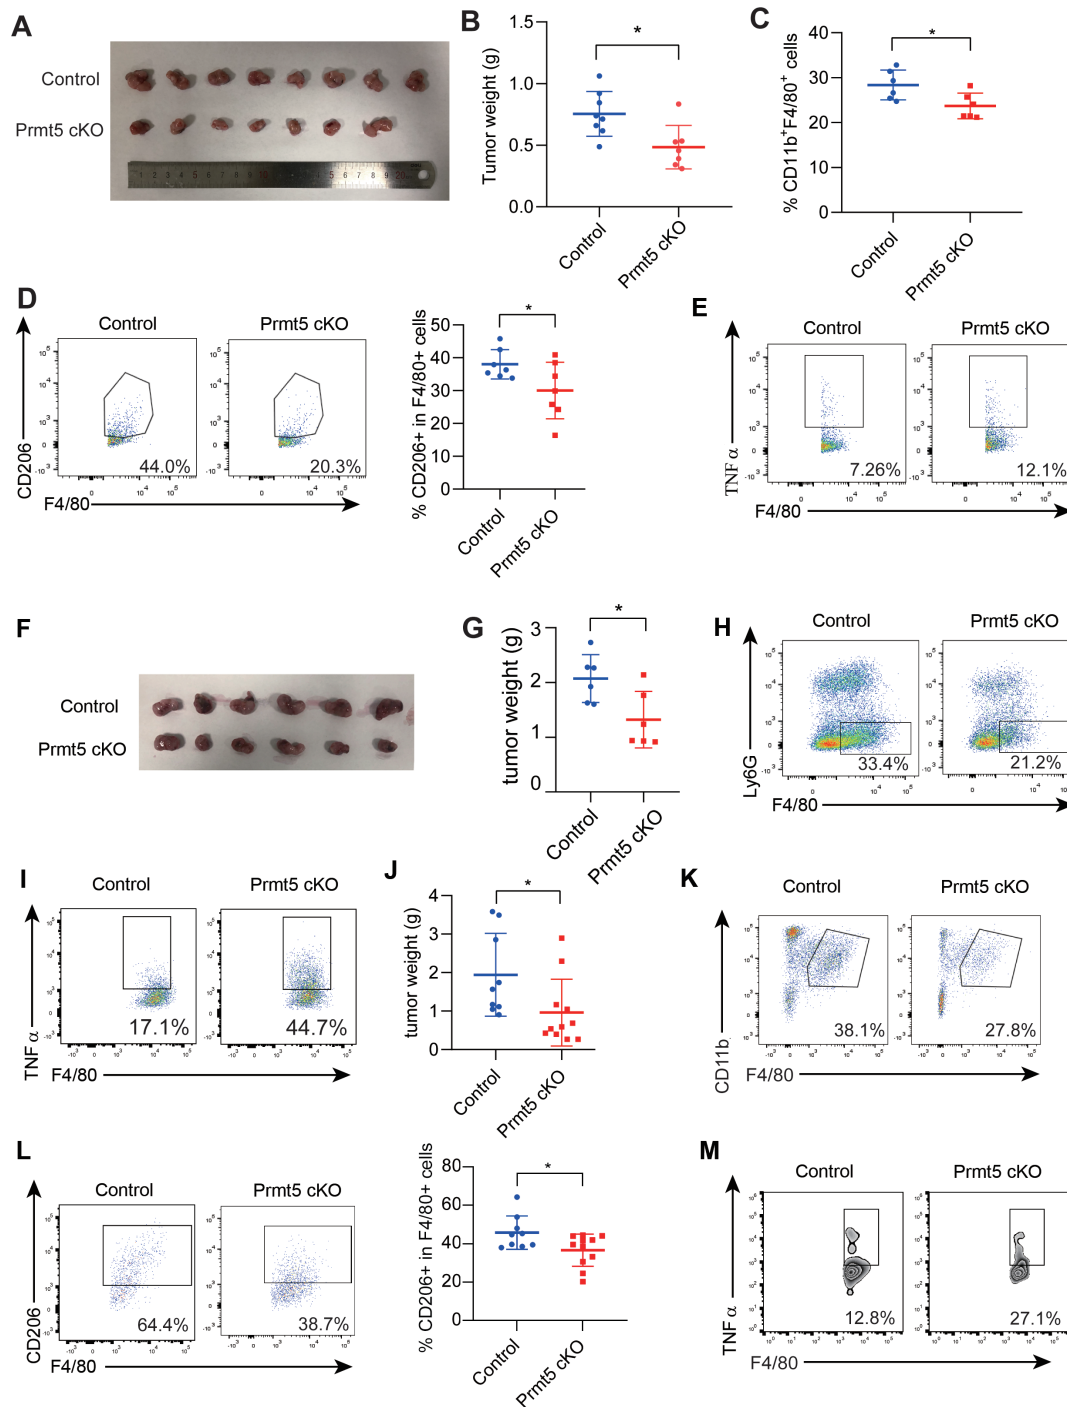 A
Control
Prmt5 cKO
B
Tumor weight (g)
1.5
1.0
0.5
0.0
*
Control
Prmt5 cKO
C
% CD11b⁺F4/80⁺ cells
40
30
20
10
0
*
Control
Prmt5 cKO
D
Control
Prmt5 cKO
CD206
44.0%
20.3%
F4/80
% CD206+ in F4/80+ cells
50
40
30
20
10
0
*
Control
Prmt5 cKO
E
Control
Prmt5 cKO
TNF α
7.26%
12.1%
F4/80
F
Control
Prmt5 cKO
G
tumor weight (g)
3
2
1
0
*
Control
Prmt5 cKO
H
Control
Prmt5 cKO
Ly6G
33.4%
21.2%
F4/80
I
Control
Prmt5 cKO
TNF α
17.1%
44.7%
F4/80
J
tumor weight (g)
4
3
2
1
0
*
Control
Prmt5 cKO
K
Control
Prmt5 cKO
CD11b
38.1%
27.8%
F4/80
L
Control
Prmt5 cKO
CD206
64.4%
38.7%
F4/80
% CD206+ in F4/80+ cells
80
60
40
20
0
*
Control
Prmt5 cKO
M
Control
Prmt5 cKO
TNF α
12.8%
27.1%
F4/80